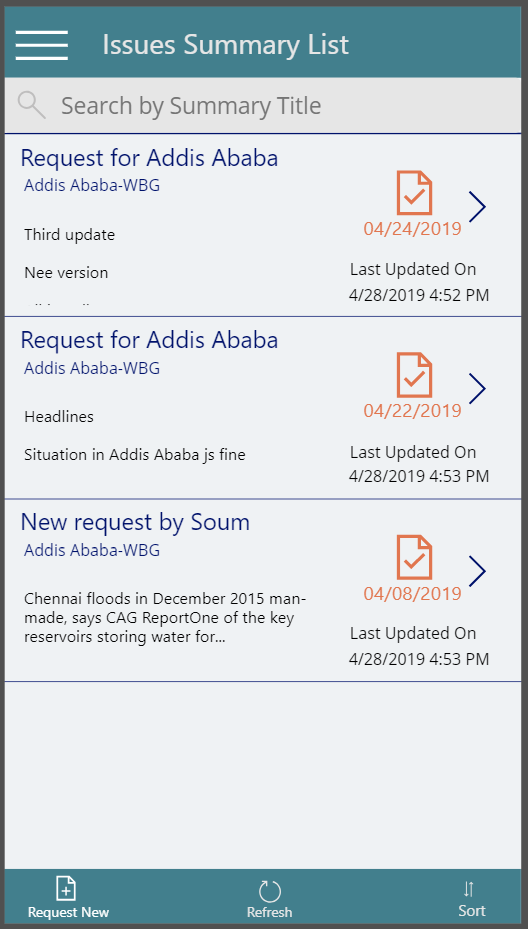 Issues Summary List
Search by Summary Title
Request for Addis Ababa
Addis Ababa-WBG
04/24/2019
Third update
Nee version
Last Updated On
4/28/2019 4:52 PM
Request for Addis Ababa
Addis Ababa-WBG
04/22/2019
Headlines
Situation in Addis Ababa js fine
Last Updated On
4/28/2019 4:53 PM
New request by Soum
Addis Ababa-WBG
04/08/2019
Chennai floods in December 2015 man-
made, says CAG ReportOne of the key
reservoirs storing water for...
Last Updated On
4/28/2019 4:53 PM
Request New
Refresh
Sort